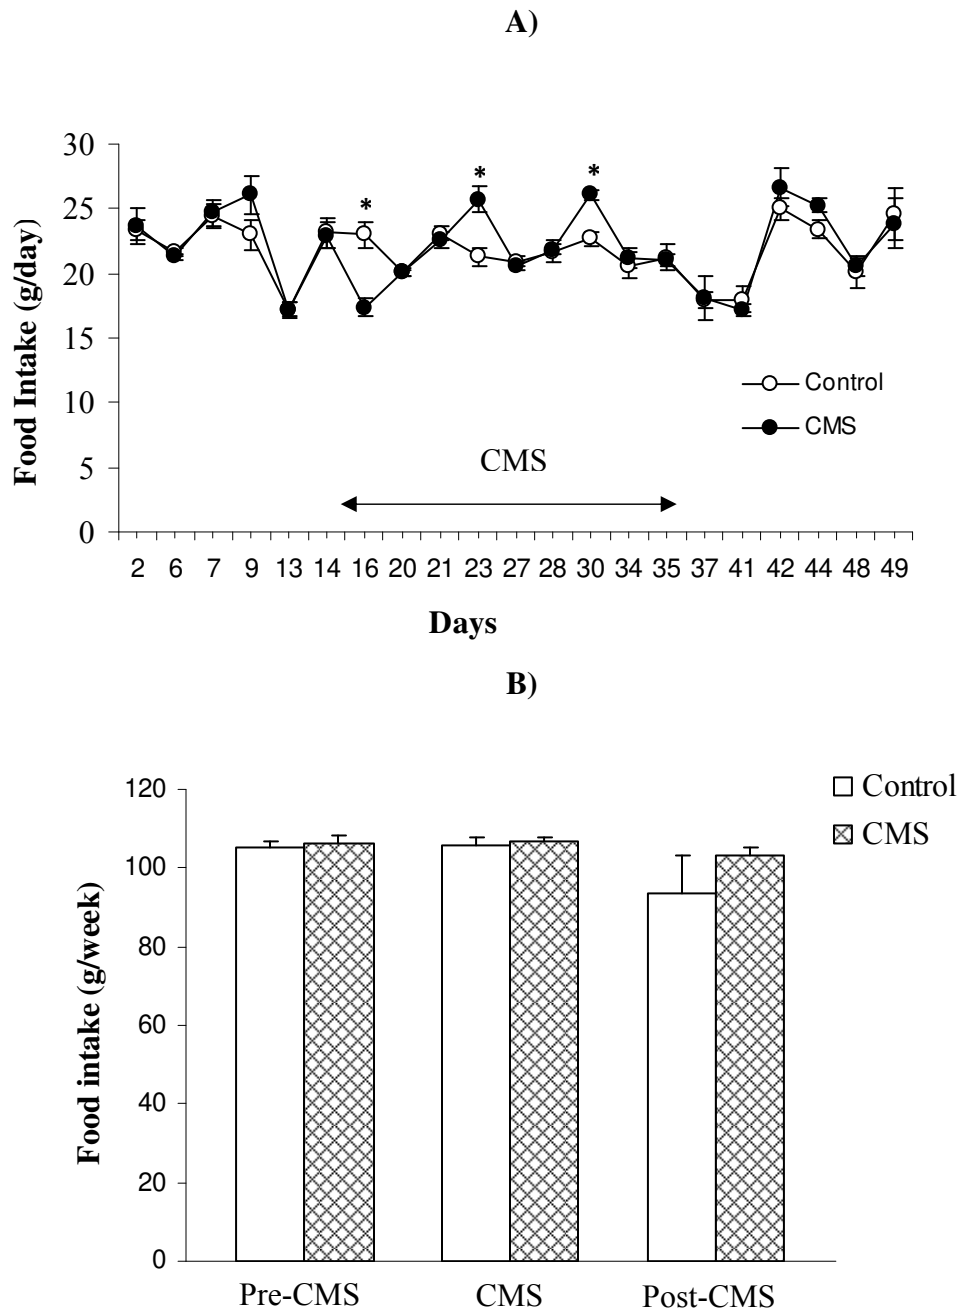 A)
30
25
20
15
10
5
0
Food Intake (g/day)
*
*
*
Control
CMS
CMS
2 6 7 9 13 14 16 20 21 23 27 28 30 34 35 37 41 42 44 48 49
Days
B)
120
100
80
60
40
20
0
Food intake (g/week)
Control
CMS
Pre-CMS CMS Post-CMS